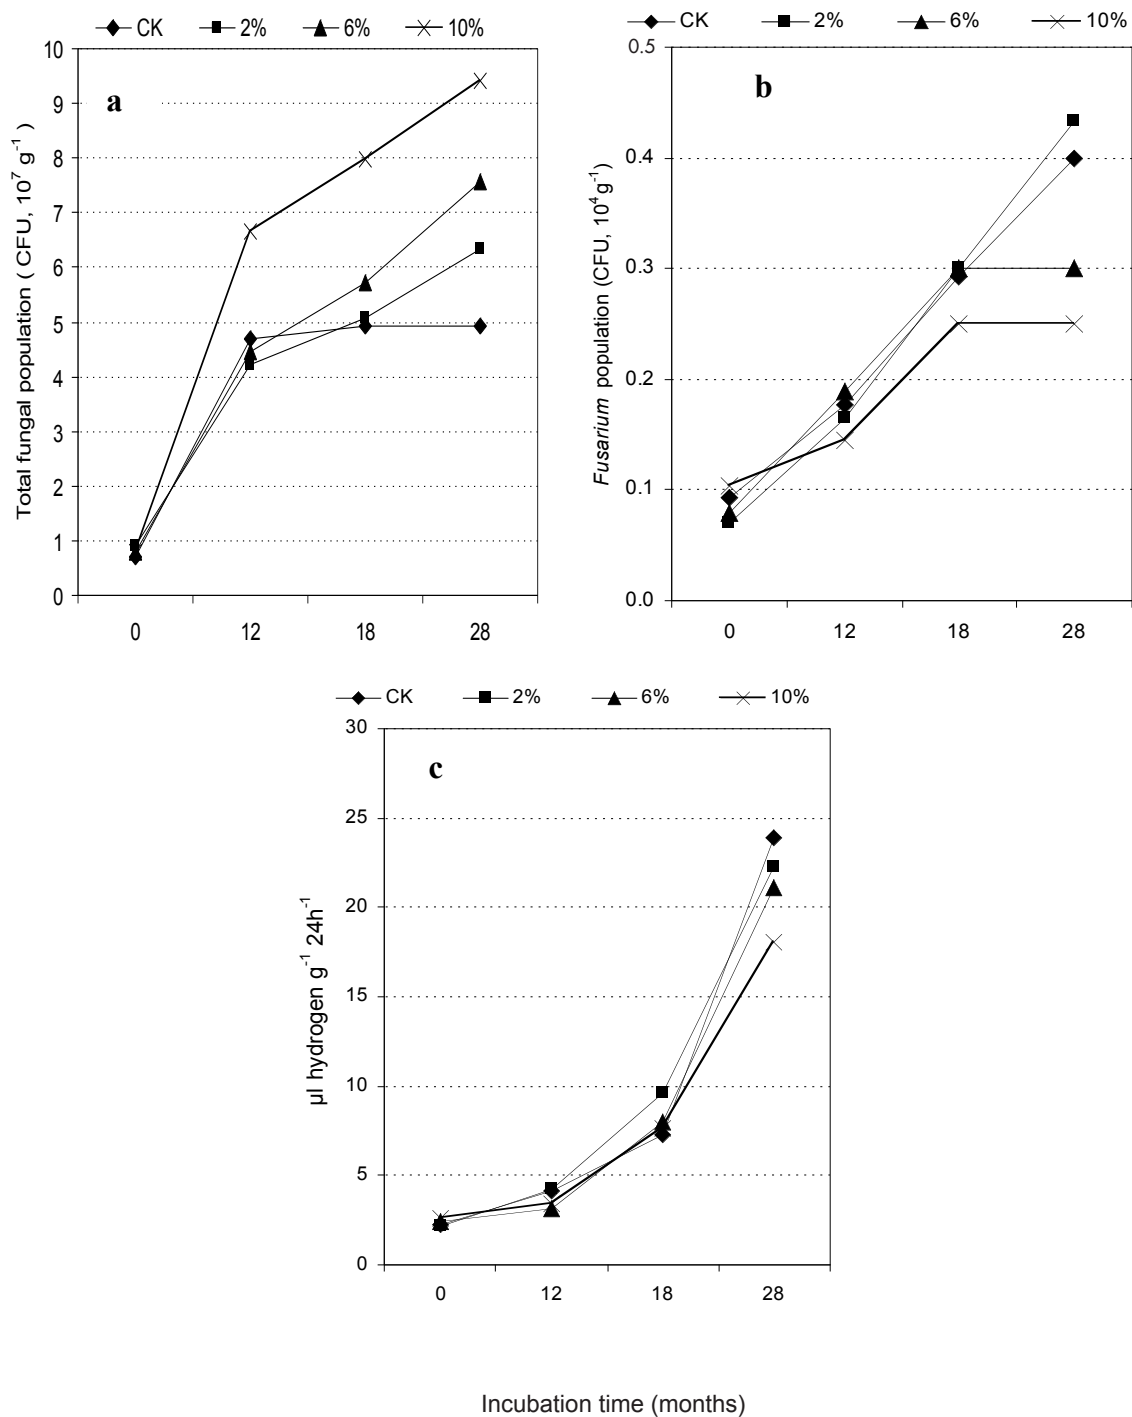 CK 2% 6% 10%
10
9
8
7
6
5
4
3
2
1
0
a
Total fungal population ( CFU, 10⁷ g⁻¹ )
0 12 18 28
CK 2% 6% 10%
0.5
0.4
0.3
0.2
0.1
0.0
b
Fusarium population (CFU, 10⁴g⁻¹)
0 12 18 28
CK 2% 6% 10%
30
25
20
15
10
5
0
c
µl hydrogen g⁻¹ 24h⁻¹
0 12 18 28
Incubation time (months)